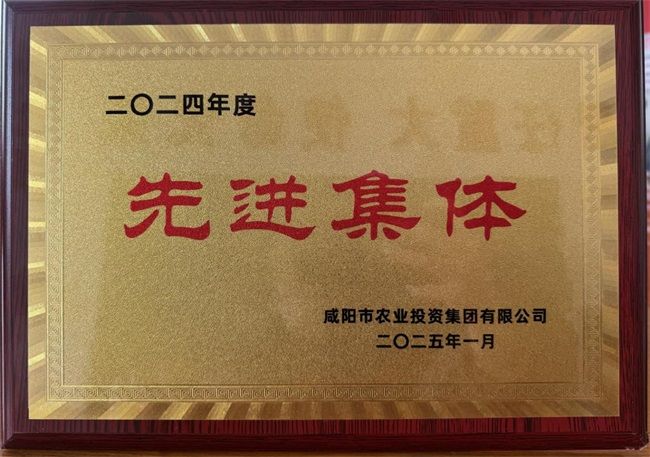 二〇二四年度
先进集体
咸阳市农业投资集团有限公司
二〇二五年一月